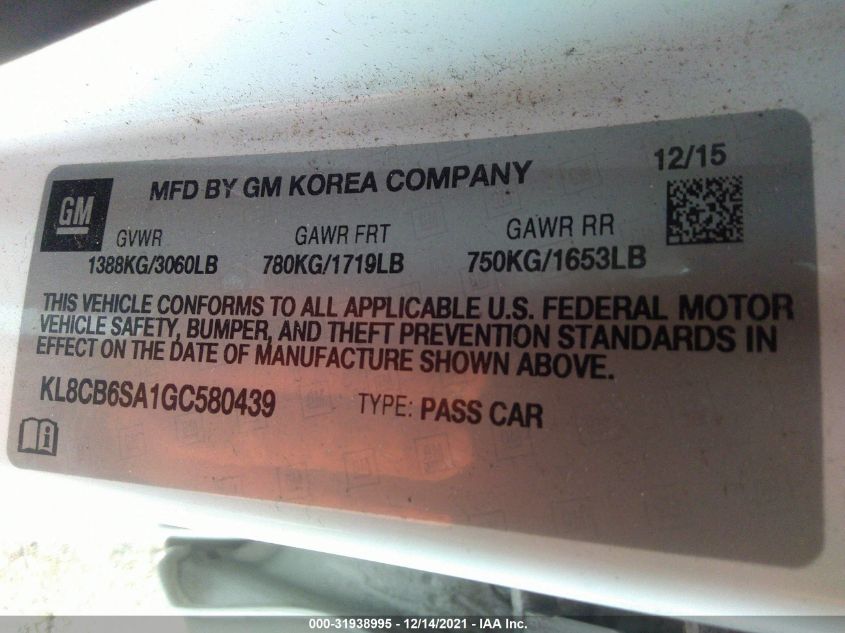 12/15
GM
MFD BY GM KOREA COMPANY
GVWR GAWR FRT GAWR RR
1388KG/3060LB 780KG/1719LB 750KG/1653LB
THIS VEHICLE CONFORMS TO ALL APPLICABLE U.S. FEDERAL MOTOR
VEHICLE SAFETY, BUMPER, AND THEFT PREVENTION STANDARDS IN
EFFECT ON THE DATE OF MANUFACTURE SHOWN ABOVE.
KL8CB6SA1GC580439 TYPE: PASS CAR
000-31938995 - 12/14/2021 - IAA Inc.